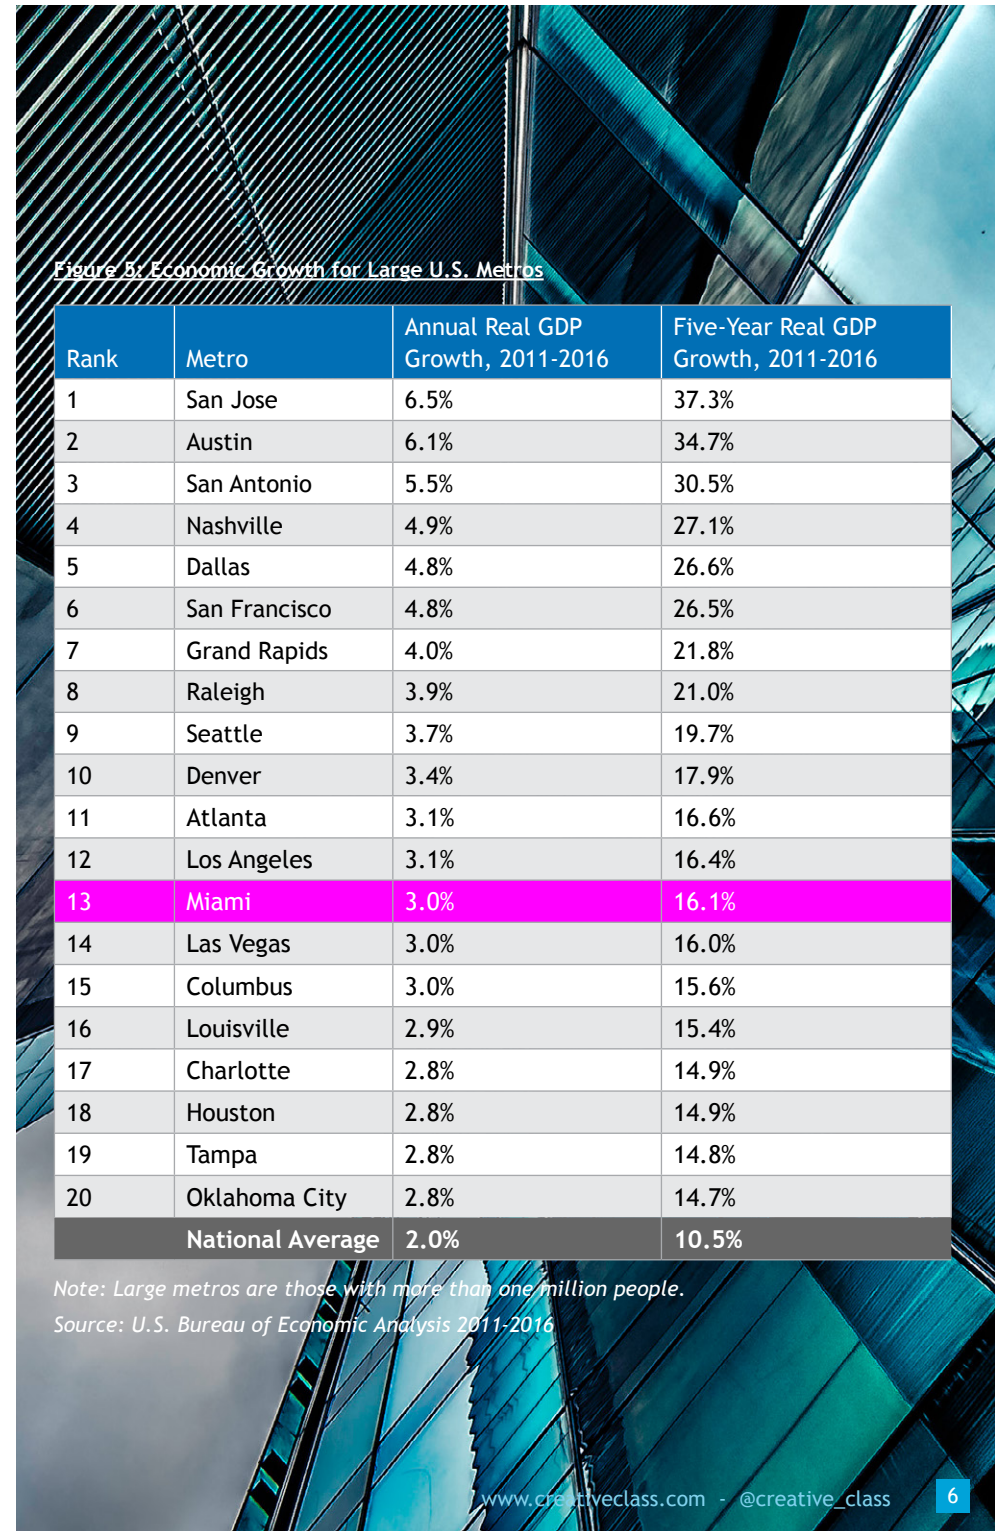 Figure 5: Economic Growth for Large U.S. Metros
Rank Metro Annual Real GDP Growth, 2011-2016 Five-Year Real GDP Growth, 2011-2016
1 San Jose 6.5% 37.3%
2 Austin 6.1% 34.7%
3 San Antonio 5.5% 30.5%
4 Nashville 4.9% 27.1%
5 Dallas 4.8% 26.6%
6 San Francisco 4.8% 26.5%
7 Grand Rapids 4.0% 21.8%
8 Raleigh 3.9% 21.0%
9 Seattle 3.7% 19.7%
10 Denver 3.4% 17.9%
11 Atlanta 3.1% 16.6%
12 Los Angeles 3.1% 16.4%
13 Miami 3.0% 16.1%
14 Las Vegas 3.0% 16.0%
15 Columbus 3.0% 15.6%
16 Louisville 2.9% 15.4%
17 Charlotte 2.8% 14.9%
18 Houston 2.8% 14.9%
19 Tampa 2.8% 14.8%
20 Oklahoma City 2.8% 14.7%
National Average 2.0% 10.5%
Note: Large metros are those with more than one million people.
Source: U.S. Bureau of Economic Analysis 2011-2016
www.creativeclass.com - @creative_class 6